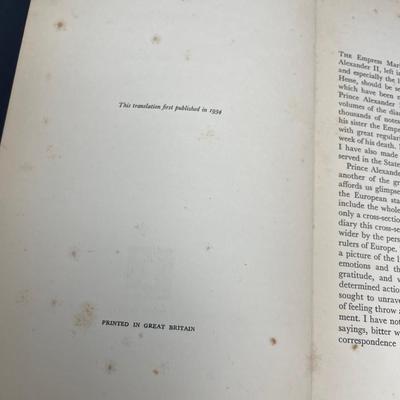 This translation first published in 1934
PRINTED IN GREAT BRITAIN
THE Empress Mar
Alexander II, left i
and especially the l
Hesse, should be se
which have been e
Prince Alexander
volumes of the dia
thousands of notes
his sister the Emp
with great regulari
week of his death.
I have also made
served in the State
Prince Alexande
another of the gr
affords us glimpse
the European sta
include the whole
only a cross-sectio
diary this cross-se
wider by the pers
rulers of Europe.
a picture of the li
emotions and th
gratitude, and v
determined actio
sought to unrave
of feeling throw a
ment. I have not
sayings, bitter w
correspondence